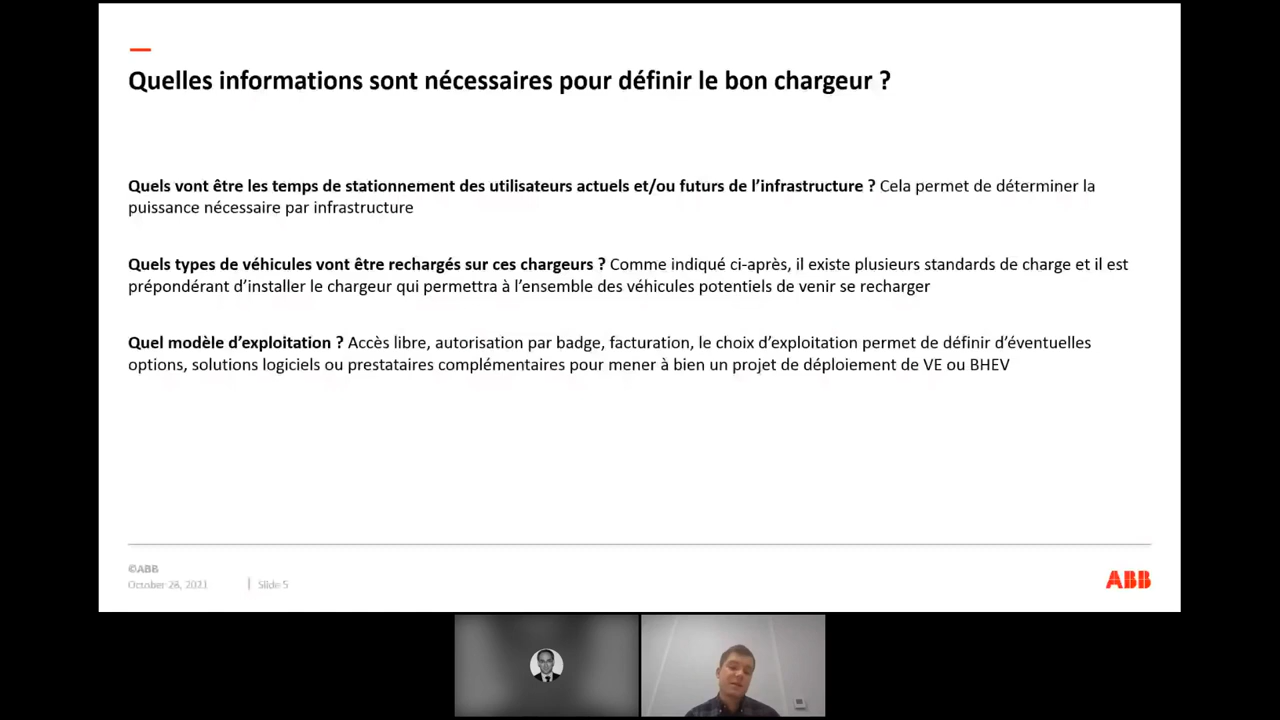 Quelles informations sont nécessaires pour définir le bon chargeur ?
Quels vont être les temps de stationnement des utilisateurs actuels et/ou futurs de l’infrastructure ? Cela permet de déterminer la
puissance nécessaire par infrastructure
Quels types de véhicules vont être rechargés sur ces chargeurs ? Comme indiqué ci-après, il existe plusieurs standards de charge et il est
prépondérant d’installer le chargeur qui permettra à l’ensemble des véhicules potentiels de venir se recharger
Quel modèle d’exploitation ? Accès libre, autorisation par badge, facturation, le choix d’exploitation permet de définir d’éventuelles
options, solutions logiciels ou prestataires complémentaires pour mener à bien un projet de déploiement de VE ou BHEV
©ABB
October 28, 2021 | Slide 5
ABB